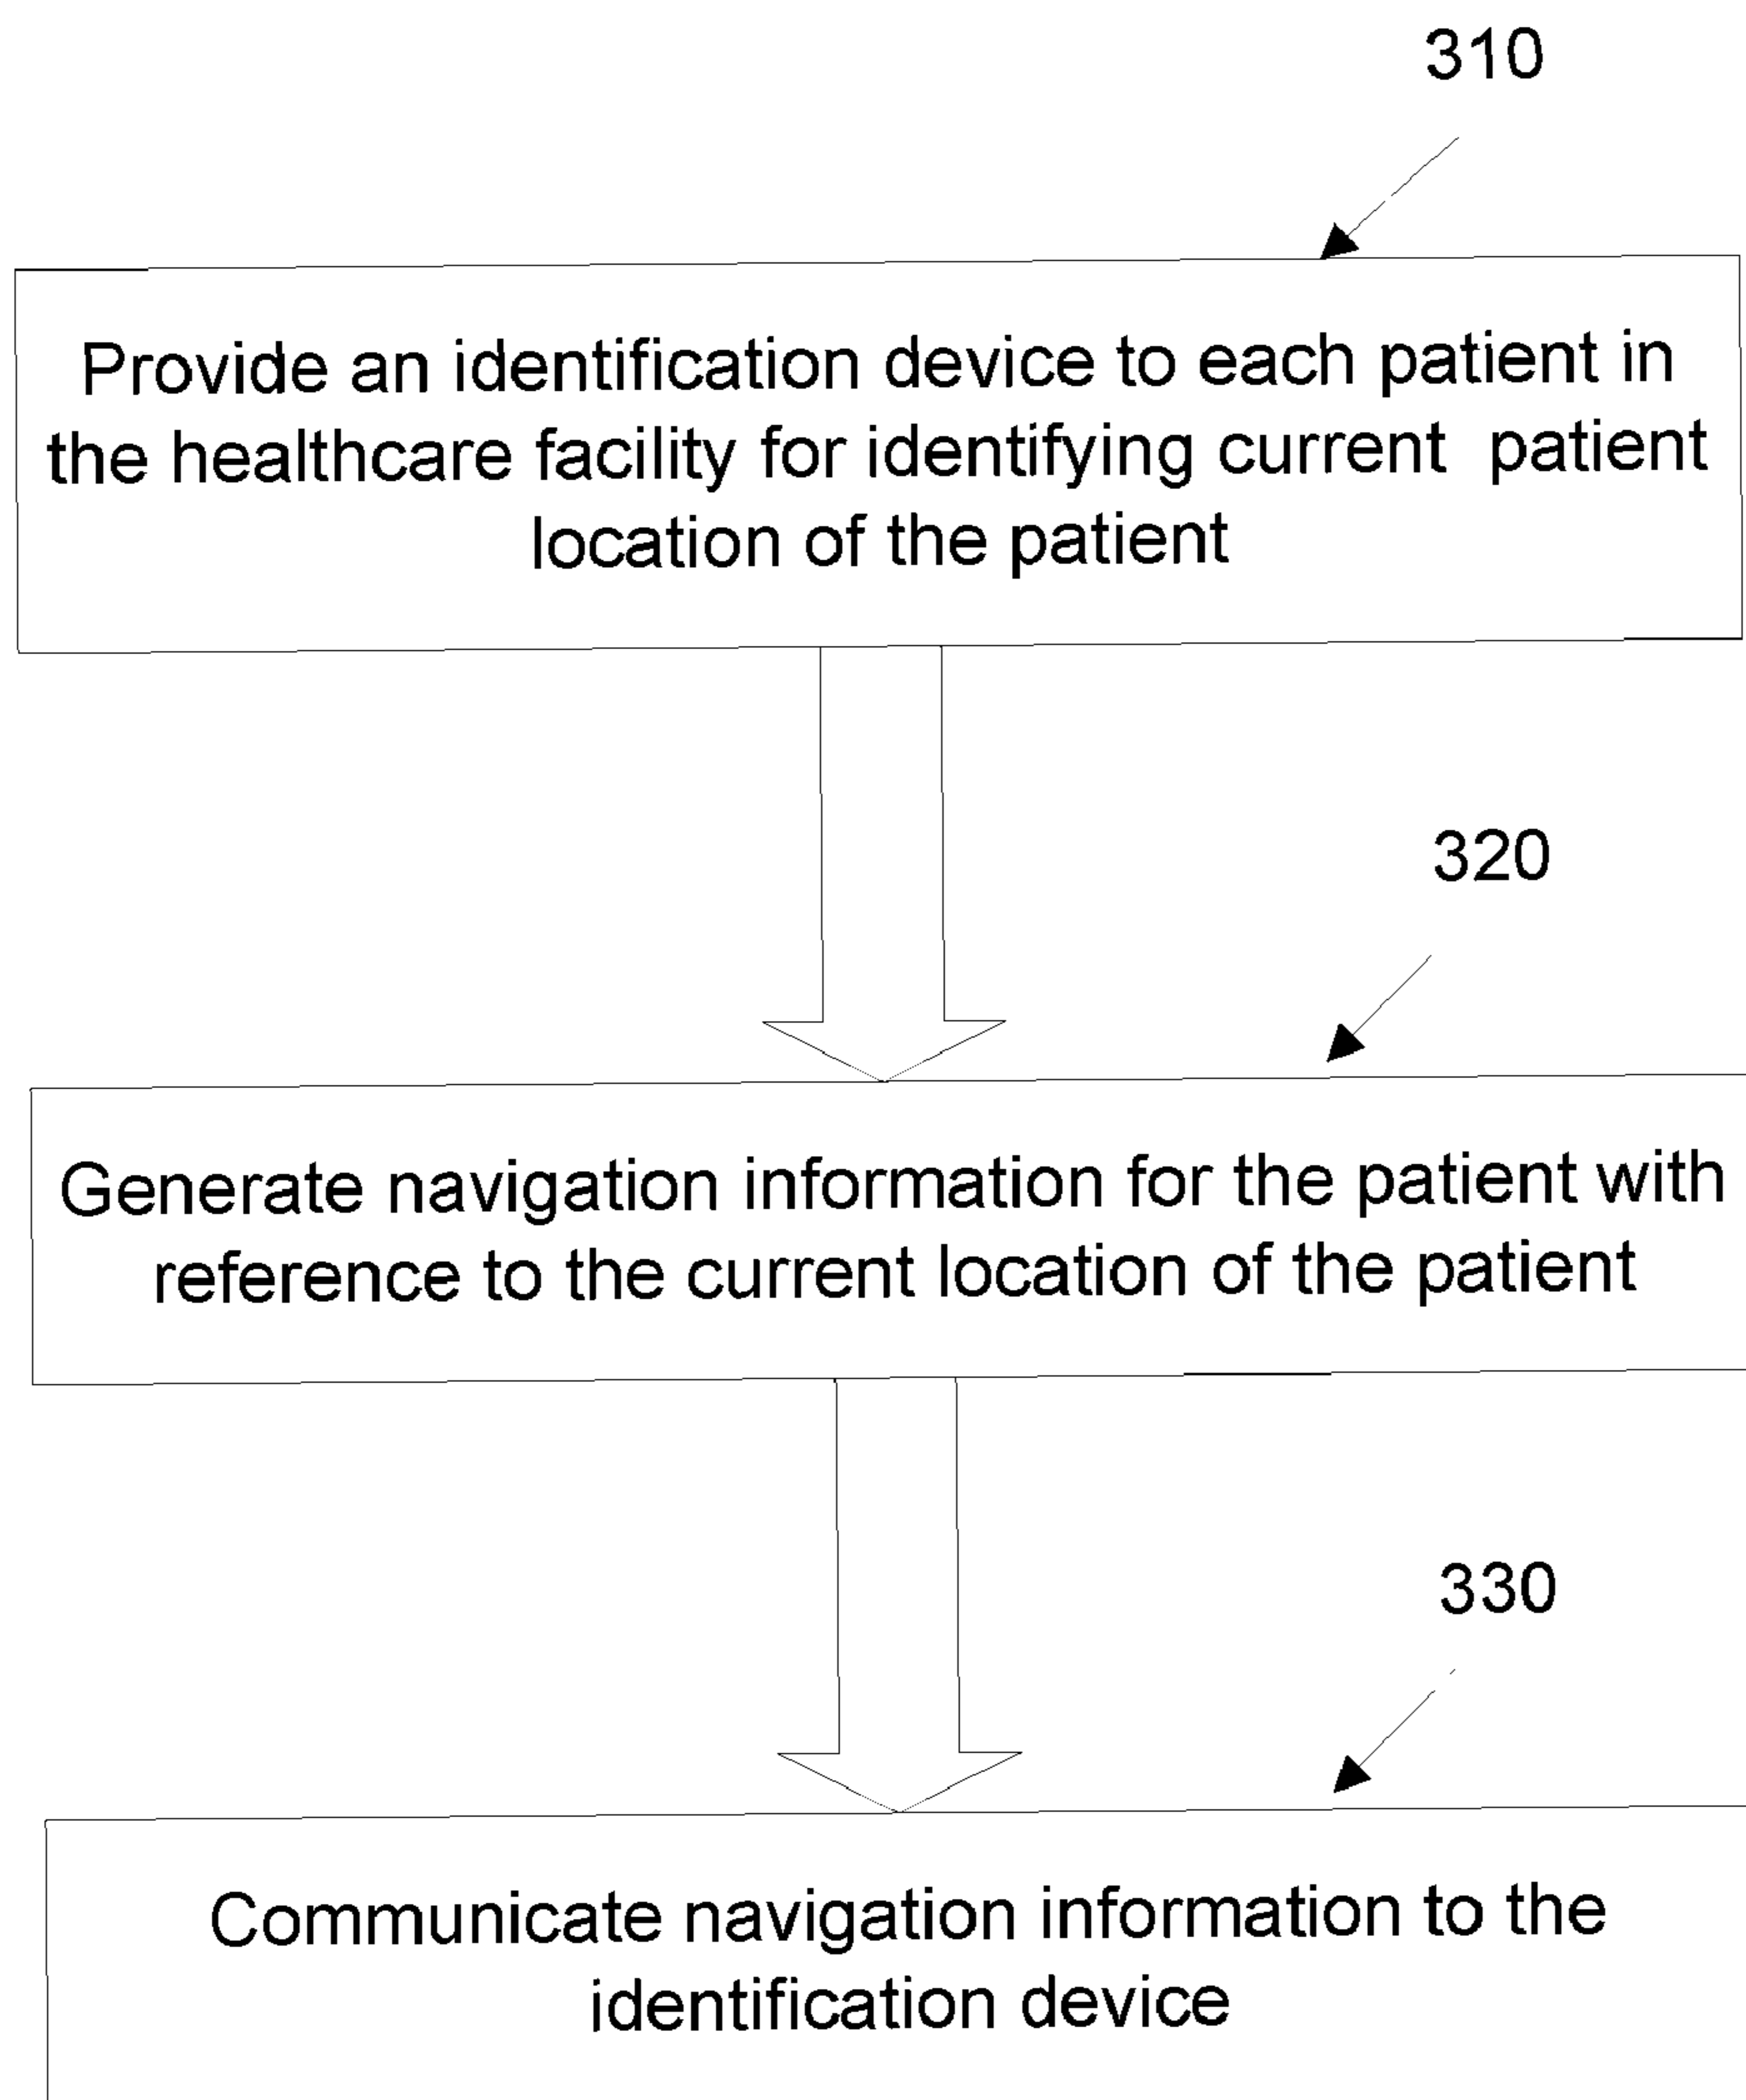 310
Provide an identification device to each patient in
the healthcare facility for identifying current patient
location of the patient
320
Generate navigation information for the patient with
reference to the current location of the patient
330
Communicate navigation information to the
identification device